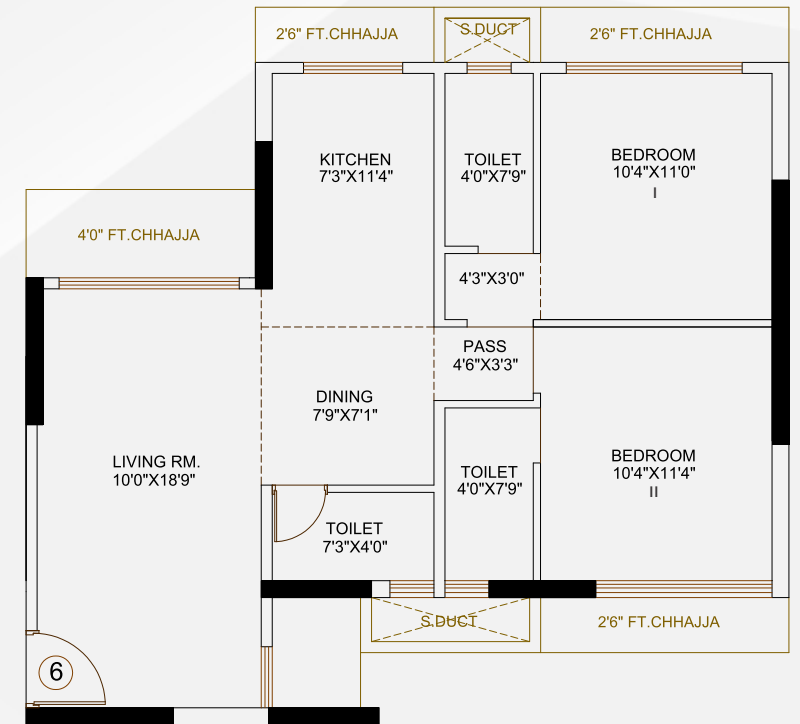 2'6" FT.CHHAJJA
S.DUCT
2'6" FT.CHHAJJA
KITCHEN
7'3"X11'4"
TOILET
4'0"X7'9"
BEDROOM
10'4"X11'0"
I
4'0" FT.CHHAJJA
4'3"X3'0"
PASS
4'6"X3'3"
DINING
7'9"X7'1"
LIVING RM.
10'0"X18'9"
TOILET
4'0"X7'9"
BEDROOM
10'4"X11'4"
II
TOILET
7'3"X4'0"
S.DUCT
2'6" FT.CHHAJJA
6